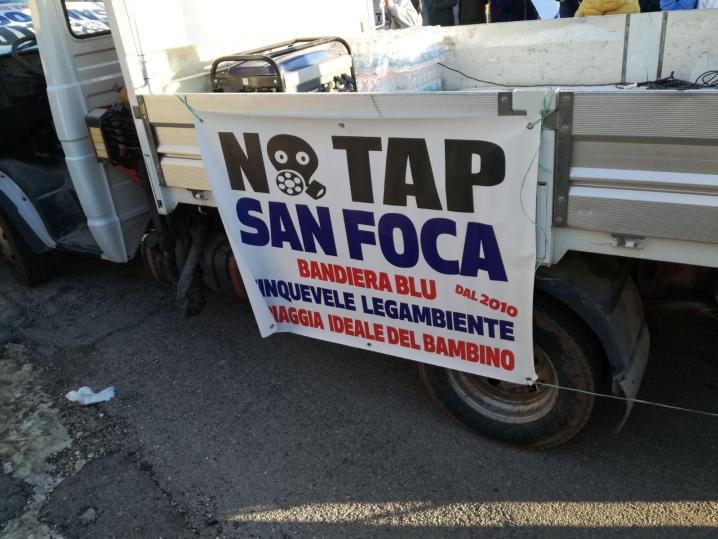 NO TAP
SAN FOCA
BANDIERA BLU DAL 2010
INQUEVELE LEGAMBIENTE
IAGGIA IDEALE DEL BAMBINO